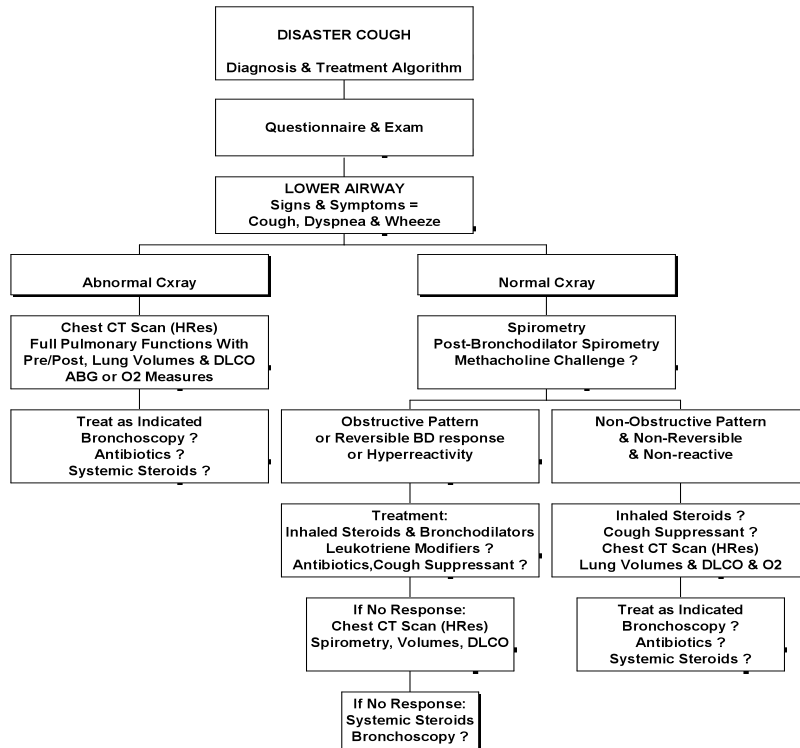 DISASTER COUGH
Diagnosis & Treatment Algorithm
Questionnaire & Exam
LOWER AIRWAY
Signs & Symptoms =
Cough, Dyspnea & Wheeze
Abnormal Cxray
Normal Cxray
Chest CT Scan (HRes)
Full Pulmonary Functions With
Pre/Post, Lung Volumes & DLCO
ABG or O2 Measures
Spirometry
Post-Bronchodilator Spirometry
Methacholine Challenge ?
Treat as Indicated
Bronchoscopy ?
Antibiotics ?
Systemic Steroids ?
Obstructive Pattern
or Reversible BD response
or Hyperreactivity
Non-Obstructive Pattern
& Non-Reversible
& Non-reactive
Treatment:
Inhaled Steroids & Bronchodilators
Leukotriene Modifiers ?
Antibiotics,Cough Suppressant ?
Inhaled Steroids ?
Cough Suppressant ?
Chest CT Scan (HRes)
Lung Volumes & DLCO & O2
If No Response:
Chest CT Scan (HRes)
Spirometry, Volumes, DLCO
Treat as Indicated
Bronchoscopy ?
Antibiotics ?
Systemic Steroids ?
If No Response:
Systemic Steroids
Bronchoscopy ?